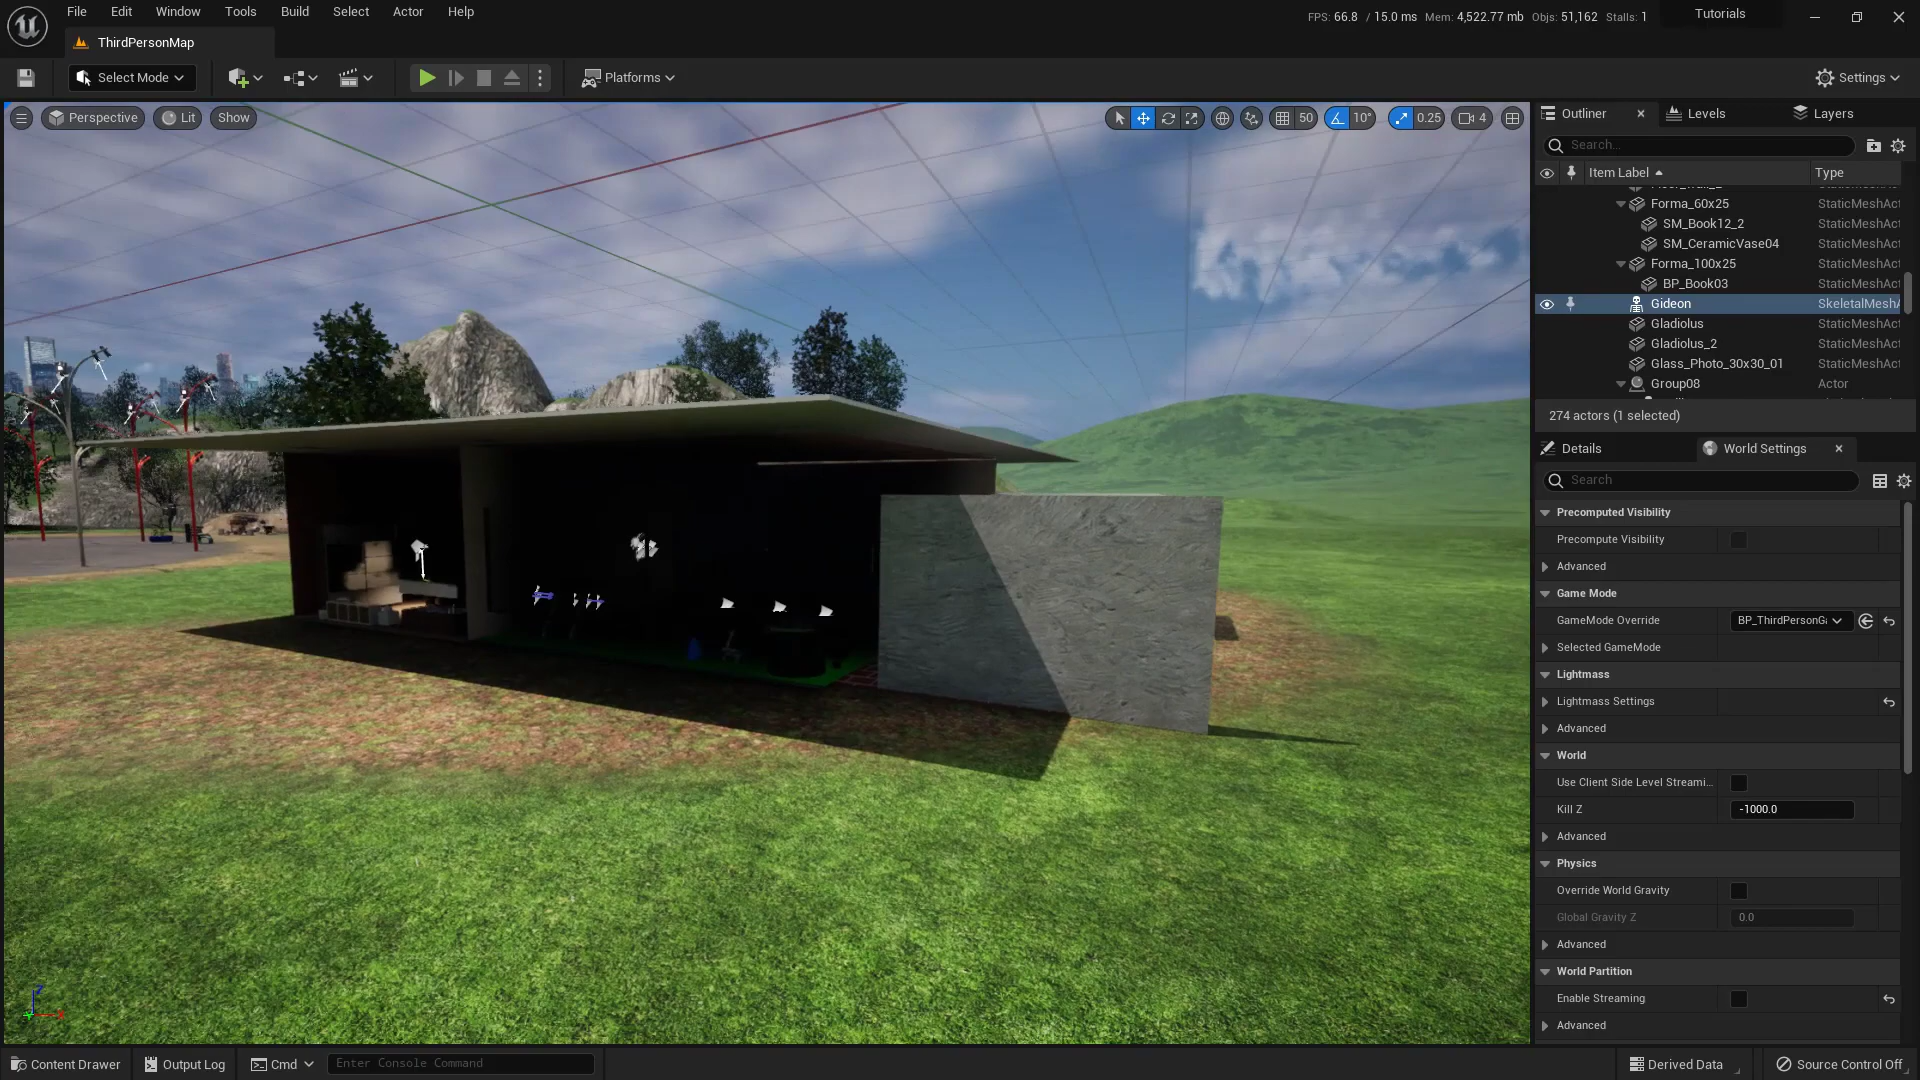 File Edit Window Tools Build Select Actor Help
FPS: 66.8 / 15.0 ms Mem: 4,522.77 mb Objs: 51,162 Stalls: 1
Tutorials
ThirdPersonMap
Select Mode
Platforms
Settings
Perspective Lit Show
50 10° 0.25 4
Outliner Levels Layers
Search...
Item Label Type
Forma_60x25 StaticMeshAct
SM_Book12_2 StaticMeshAct
SM_CeramicVase04 StaticMeshAct
Forma_100x25 StaticMeshAct
BP_Book03 StaticMeshAct
Gideon SkeletalMeshA
Gladiolus StaticMeshAct
Gladiolus_2 StaticMeshAct
Glass_Photo_30x30_01 StaticMeshAct
Group08 Actor
274 actors (1 selected)
Details World Settings
Search
Precomputed Visibility
Precompute Visibility
Advanced
Game Mode
GameMode Override BP_ThirdPersonGa
Selected GameMode
Lightmass
Lightmass Settings
Advanced
World
Use Client Side Level Streami...
Kill Z -1000.0
Advanced
Physics
Override World Gravity
Global Gravity Z 0.0
Advanced
World Partition
Enable Streaming
Advanced
Z
Content Drawer Output Log Cmd Enter Console Command
Derived Data Source Control Off